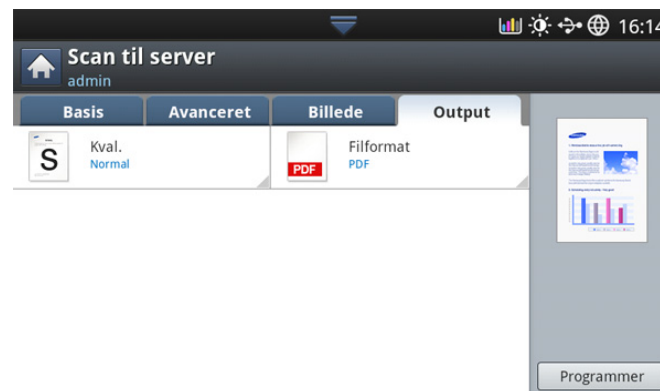 16:14
Scan til server
admin
Basis
Avanceret
Billede
Output
S
Kval.
Normal
PDF
Filformat
PDF
Programmer